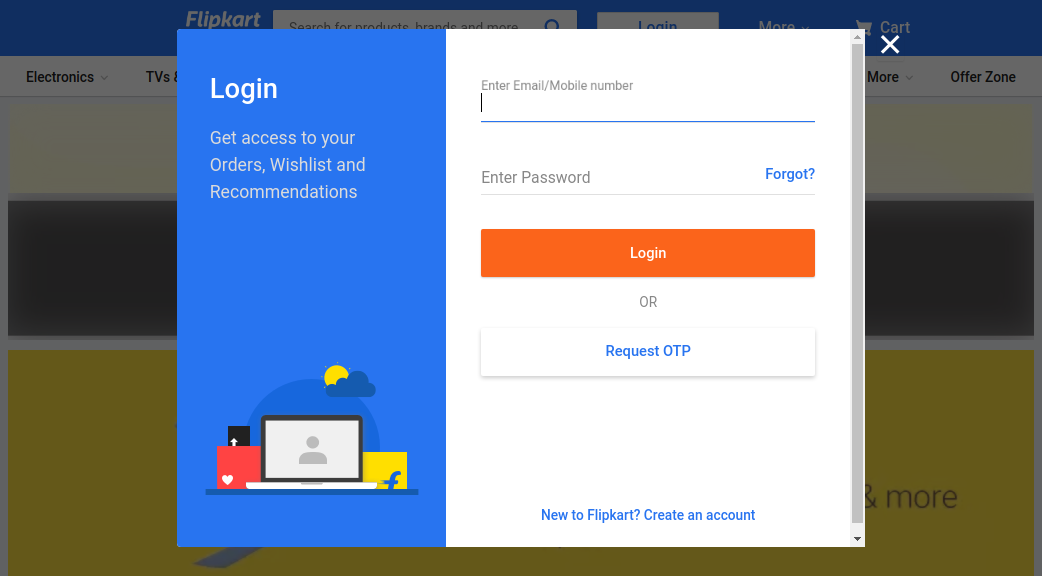 Flipkart
Search for products, brands and more
Login
More
Cart
Electronics
TVs &
More
Offer Zone
Login
Get access to your
Orders, Wishlist and
Recommendations
Enter Email/Mobile number
Enter Password
Forgot?
Login
OR
Request OTP
New to Flipkart? Create an account
& more